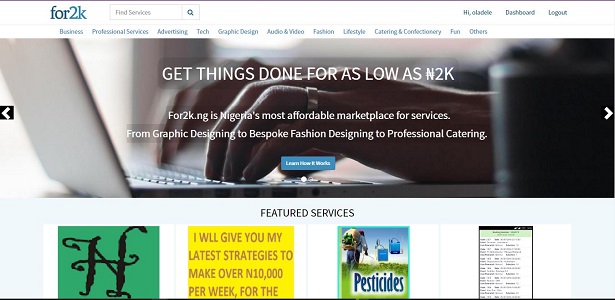 for2k
Find Services
Hi, oladele
Dashboard
Logout
Business
Professional Services
Advertising
Tech
Graphic Design
Audio & Video
Fashion
Lifestyle
Catering & Confectionery
Fun
Others
GET THINGS DONE FOR AS LOW AS ₦2K
For2k.ng is Nigeria's most affordable marketplace for services.
From Graphic Designing to Bespoke Fashion Designing to Professional Catering.
Learn How It Works
FEATURED SERVICES
H
I WLL GIVE YOU MY
LATEST STRATEGIES TO
MAKE OVER N10,000
PER WEEK, FOR THE
Pesticides